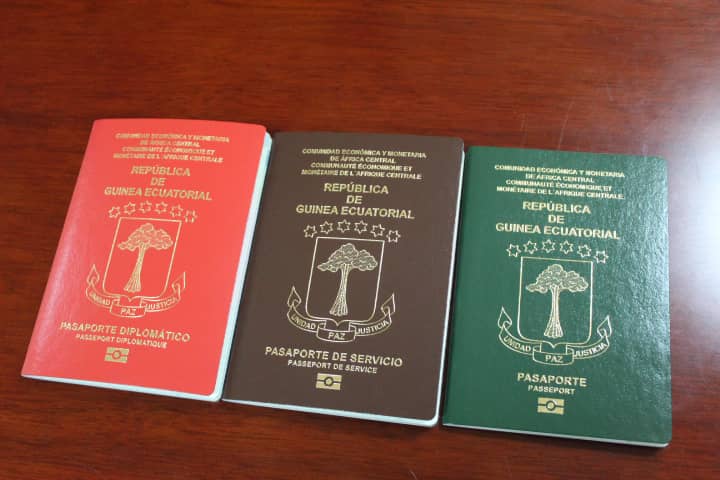 COMUNIDAD ECONÓMICA Y MONETARIA
DE ÁFRICA CENTRAL
COMMUNAUTÉ ÉCONOMIQUE ET
MONÉTAIRE DE L'AFRIQUE CENTRALE
REPÚBLICA
DE
GUINEA ECUATORIAL
UNIDAD PAZ JUSTICIA
PASAPORTE DIPLOMÁTICO
PASSEPORT DIPLOMATIQUE
COMUNIDAD ECONÓMICA Y MONETARIA
DE ÁFRICA CENTRAL
COMMUNAUTÉ ÉCONOMIQUE ET
MONÉTAIRE DE L'AFRIQUE CENTRALE
REPÚBLICA
DE
GUINEA ECUATORIAL
UNIDAD PAZ JUSTICIA
PASAPORTE DE SERVICIO
PASSEPORT DE SERVICE
COMUNIDAD ECONÓMICA Y MONETARIA
DE ÁFRICA CENTRAL
COMMUNAUTÉ ÉCONOMIQUE ET
MONÉTAIRE DE L'AFRIQUE CENTRALE
REPÚBLICA
DE
GUINEA ECUATORIAL
UNIDAD PAZ JUSTICIA
PASAPORTE
PASSEPORT